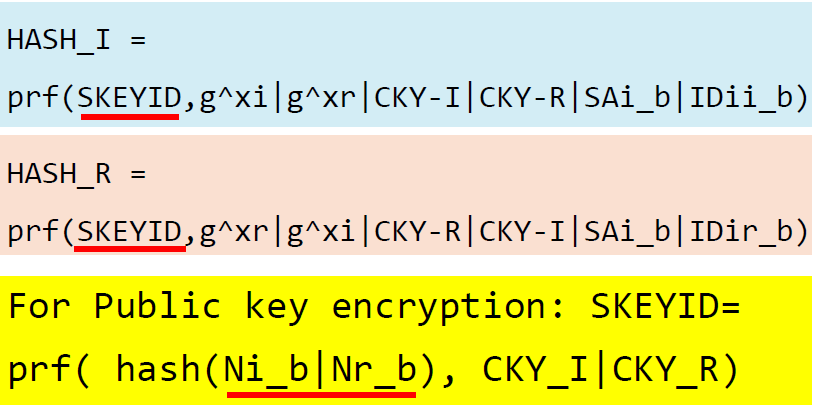 HASH_I =
prf(SKEYID,g^xi|g^xr|CKY-I|CKY-R|SAi_b|IDii_b)
HASH_R =
prf(SKEYID,g^xr|g^xi|CKY-R|CKY-I|SAi_b|IDir_b)
For Public key encryption: SKEYID=
prf( hash(Ni_b|Nr_b), CKY_I|CKY_R)